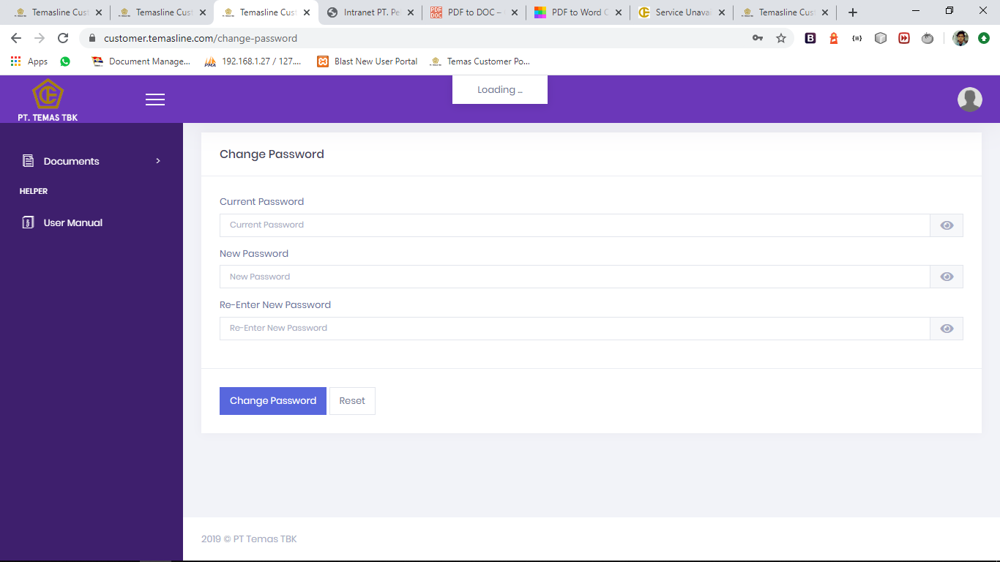 Temasline Cust
Temasline Cust
Temasline Cust
Intranet PT. Pe
PDF to DOC –
PDF to Word C
Service Unavai
Temasline Cust
customer.temasline.com/change-password
Apps
Document Manage...
192.168.1.27 / 127....
Blast New User Portal
Temas Customer Po...
PT. TEMAS TBK
Loading ...
Documents
HELPER
User Manual
Change Password
Current Password
Current Password
New Password
New Password
Re-Enter New Password
Re-Enter New Password
Change Password
Reset
2019 © PT Temas TBK